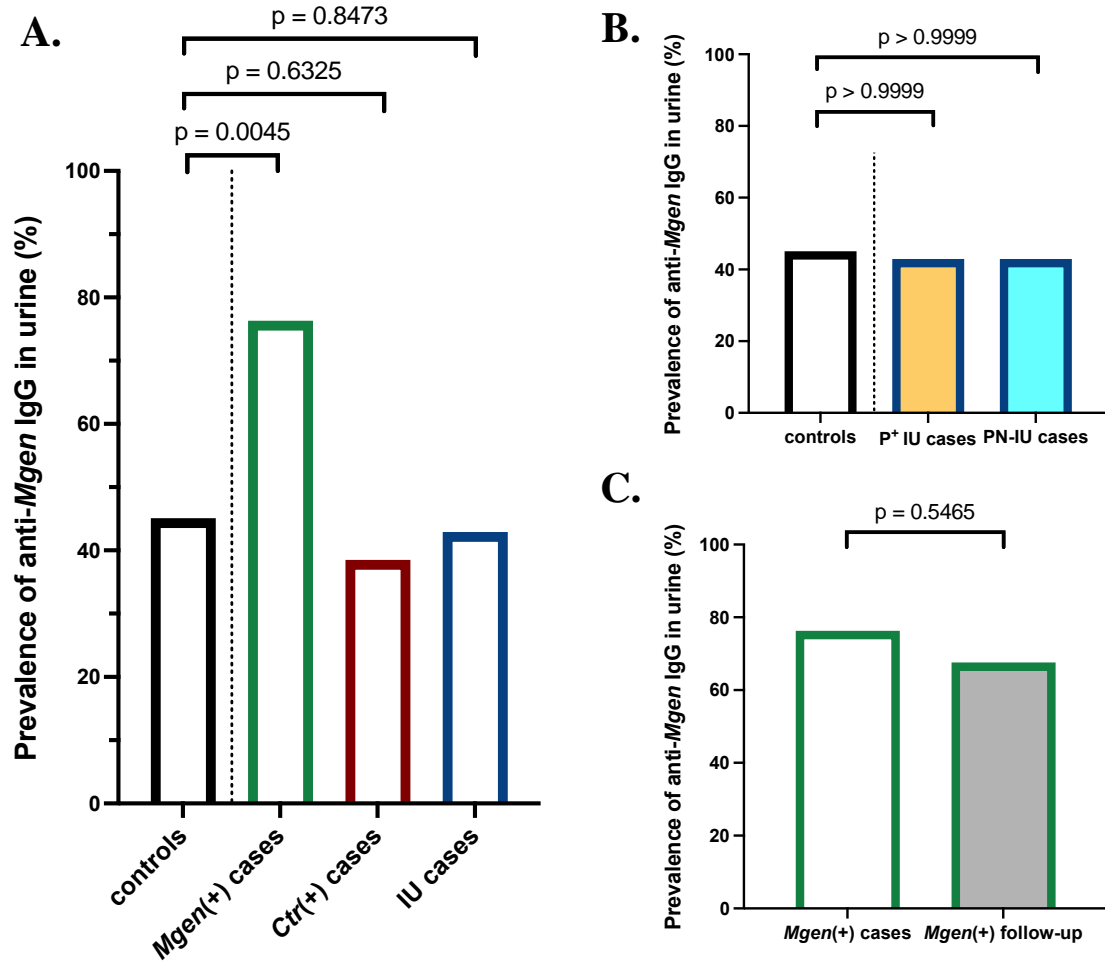 A.
p = 0.8473
p = 0.6325
p = 0.0045
Prevalence of anti-Mgen IgG in urine (%)
100
80
60
40
20
0
controls
Mgen(+) cases
Ctr(+) cases
IU cases
B.
p > 0.9999
p > 0.9999
Prevalence of anti-Mgen IgG in urine (%)
100
80
60
40
20
0
controls
P+ IU cases
PN-IU cases
C.
p = 0.5465
Prevalence of anti-Mgen IgG in urine (%)
100
80
60
40
20
0
Mgen(+) cases
Mgen(+) follow-up